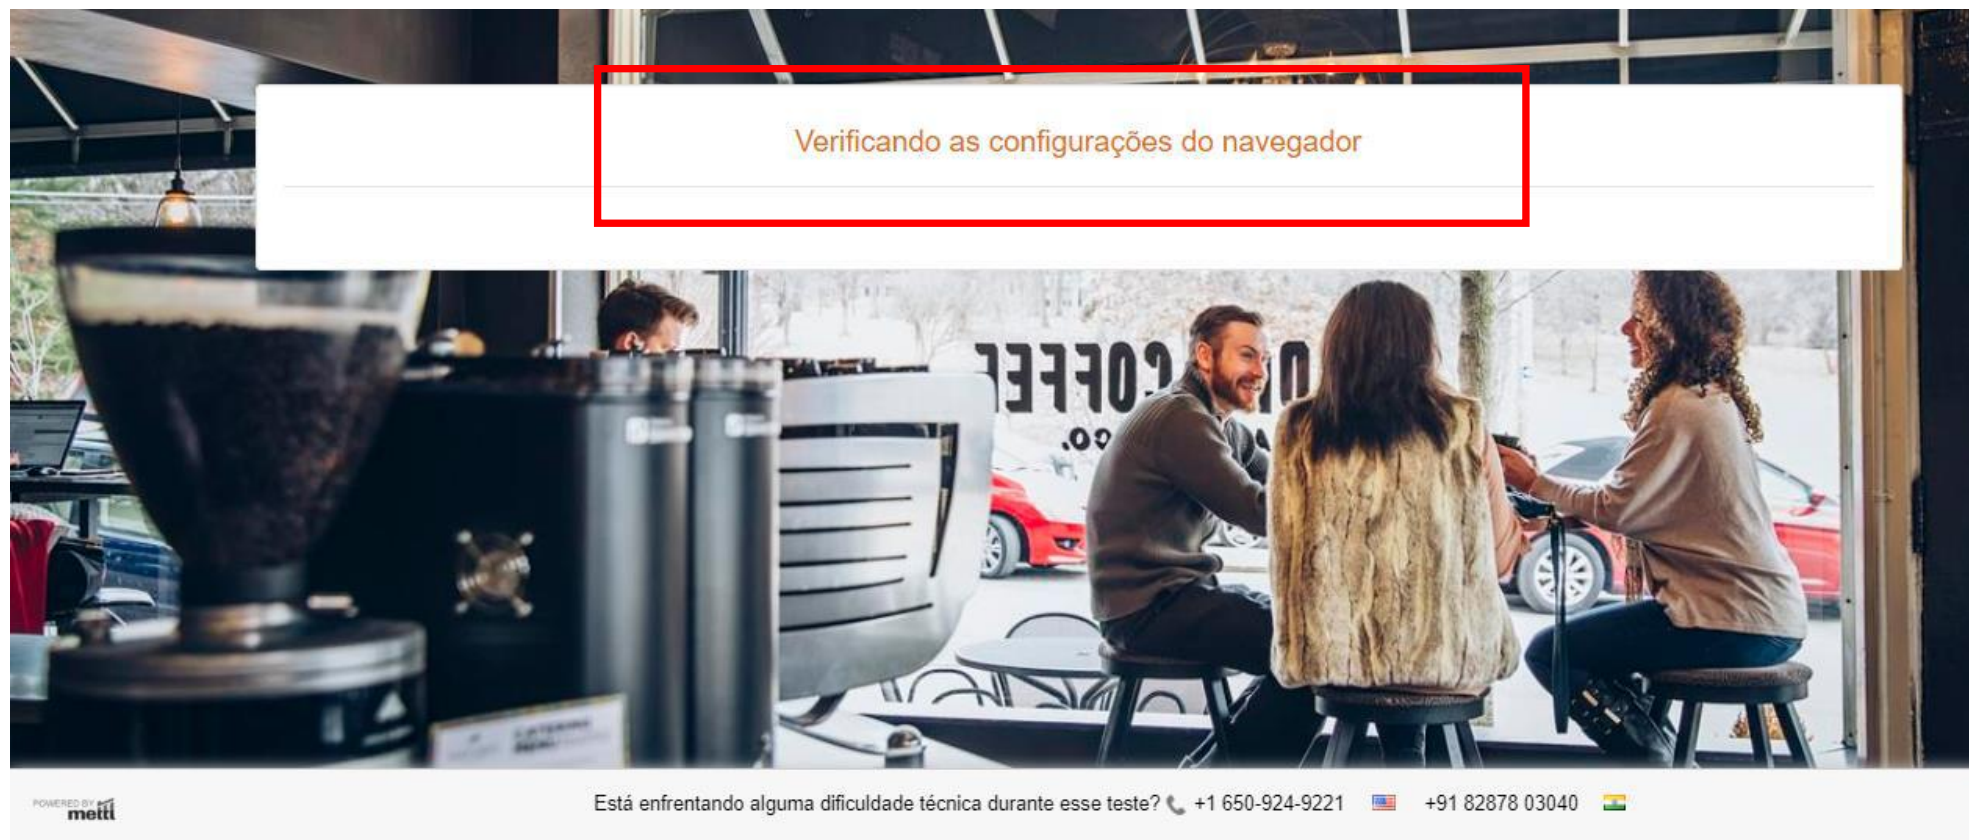 Verificando as configurações do navegador
COFFEE
CO.
POWERED BY
mettl
Está enfrentando alguma dificuldade técnica durante esse teste? +1 650-924-9221 +91 82878 03040